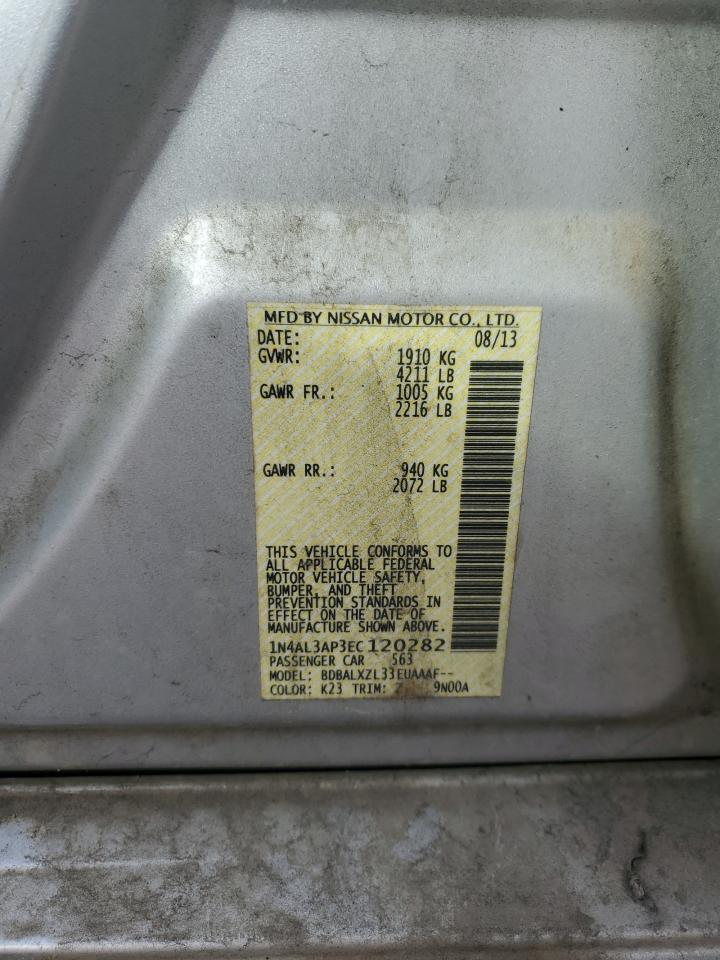 MFD BY NISSAN MOTOR CO., LTD.
DATE: 08/13
GVWR: 1910 KG
4211 LB
GAWR FR.: 1005 KG
2216 LB
GAWR RR.: 940 KG
2072 LB
THIS VEHICLE CONFORMS TO
ALL APPLICABLE FEDERAL
MOTOR VEHICLE SAFETY,
BUMPER, AND THEFT
PREVENTION STANDARDS IN
EFFECT ON THE DATE OF
MANUFACTURE SHOWN ABOVE.
1N4AL3AP3EC120282
PASSENGER CAR 563
MODEL: BDBALXZL33EUAAAF--
COLOR: K23 TRIM: 9N00A